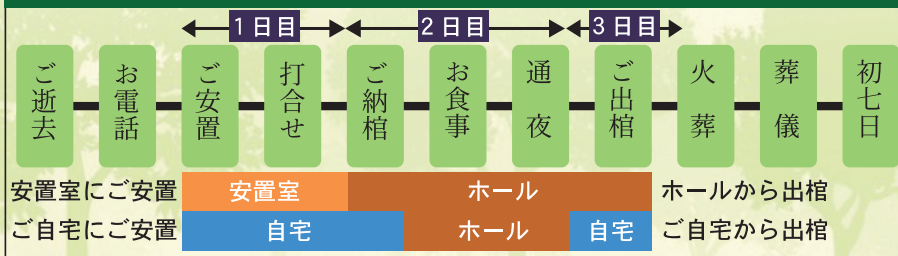 1日目
2日目
3日目
ご逝去
お電話
ご安置
打合せ
ご納棺
お食事
通夜
ご出棺
火葬
葬儀
初七日
安置室にご安置
安置室
ホール
ホールから出棺
ご自宅にご安置
自宅
ホール
自宅
ご自宅から出棺